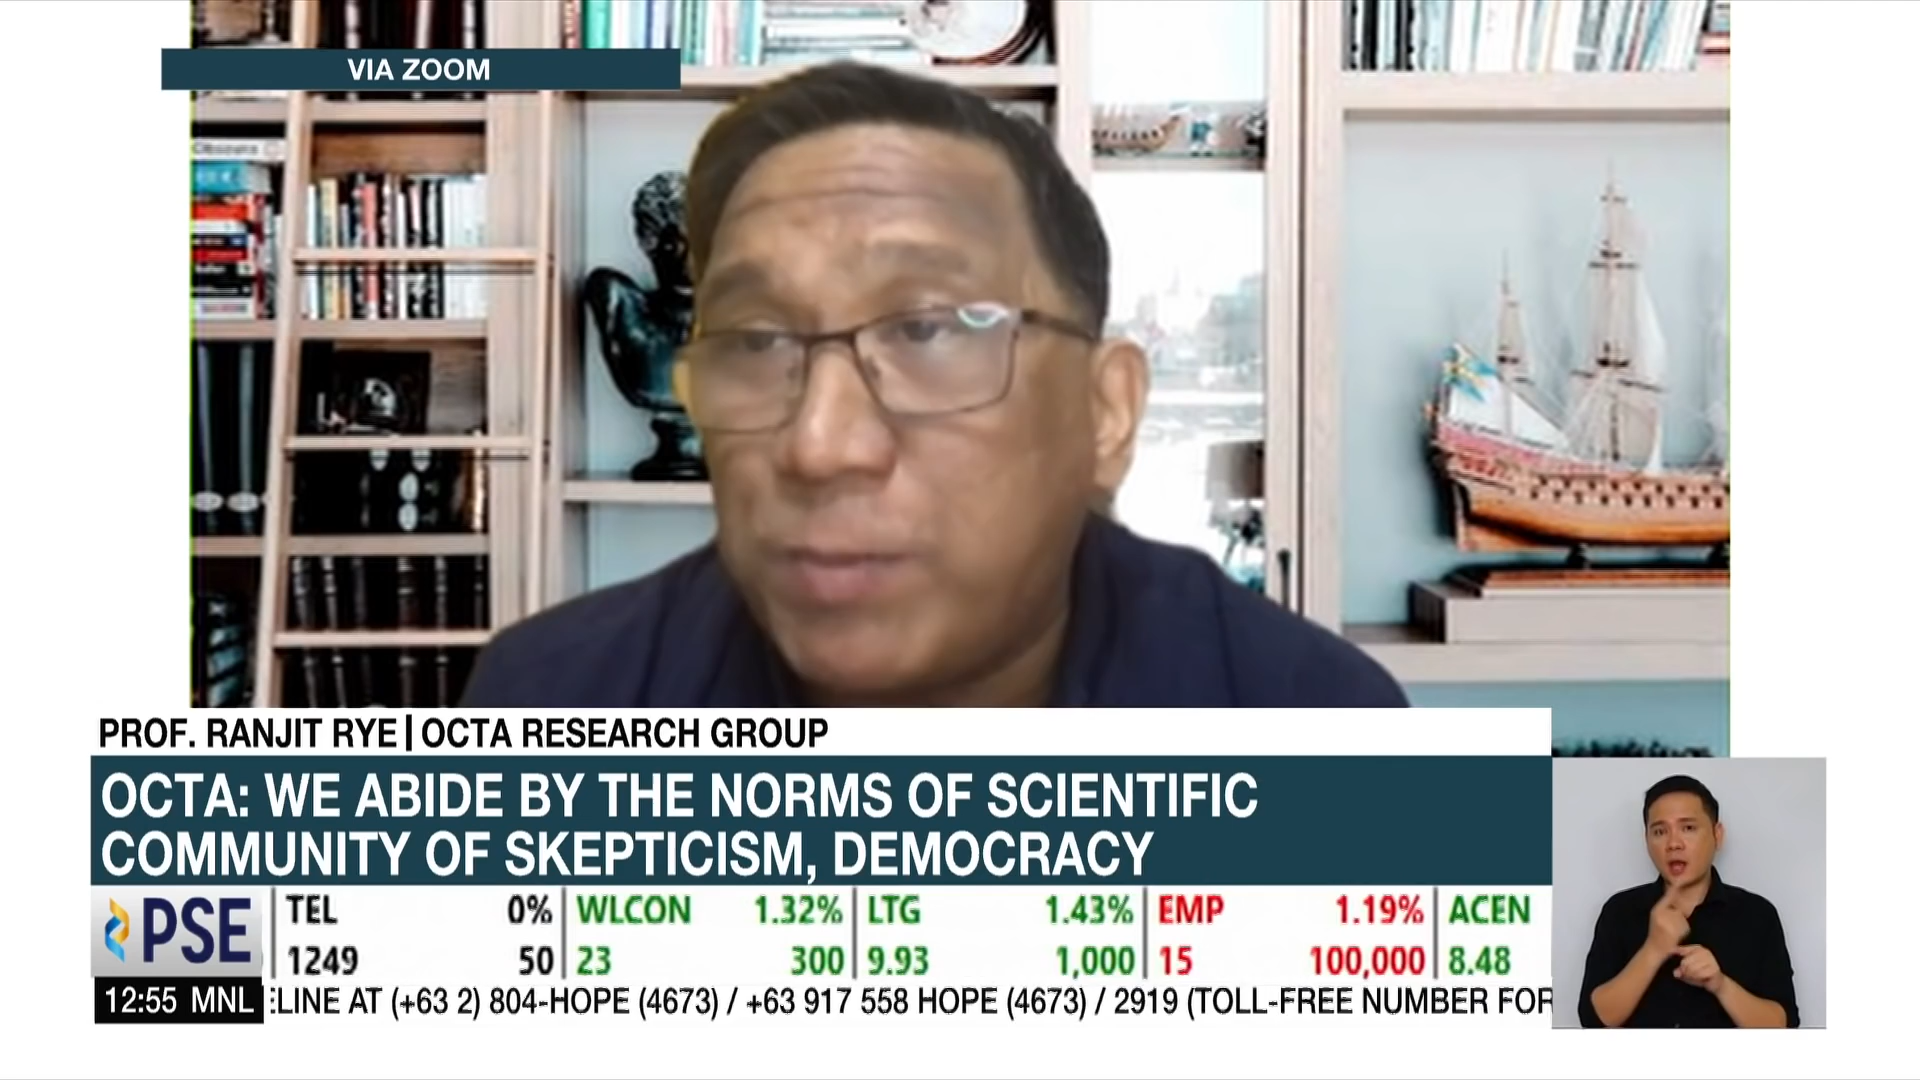 VIA ZOOM
PROF. RANJIT RYE | OCTA RESEARCH GROUP
OCTA: WE ABIDE BY THE NORMS OF SCIENTIFIC
COMMUNITY OF SKEPTICISM, DEMOCRACY
PSE
TEL 0% WLCON 1.32% LTG 1.43% EMP 1.19% ACEN
1249 50 23 300 9.93 1,000 15 100,000 8.48
12:55 MNL ELINE AT (+63 2) 804-HOPE (4673) / +63 917 558 HOPE (4673) / 2919 (TOLL-FREE NUMBER FOR